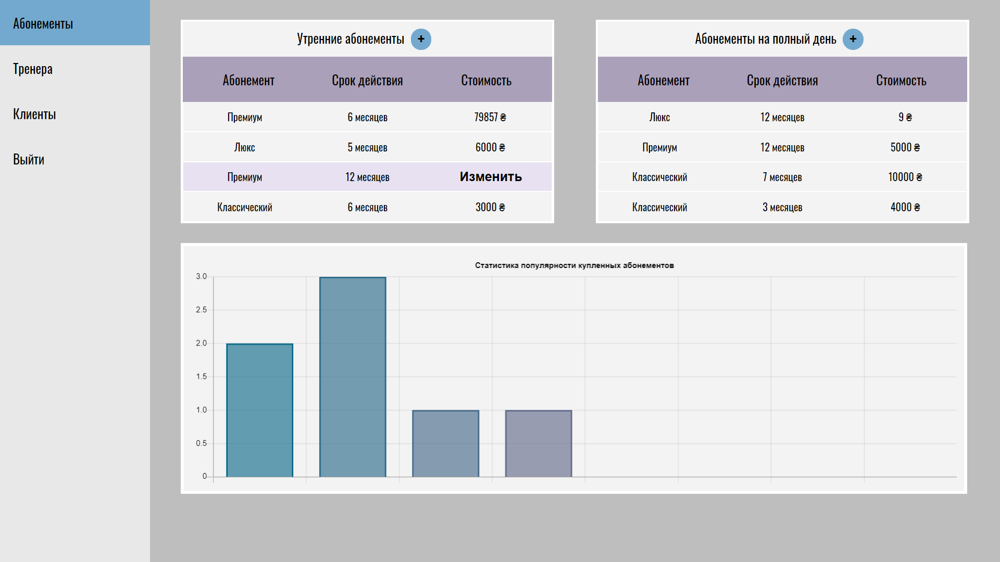 Абонементы
Тренера
Клиенты
Выйти
Утренние абонементы +
Абонемент Срок действия Стоимость
Премиум 6 месяцев 79857 ₴
Люкс 5 месяцев 6000 ₴
Премиум 12 месяцев Изменить
Классический 6 месяцев 3000 ₴
Абонементы на полный день +
Абонемент Срок действия Стоимость
Люкс 12 месяцев 9 ₴
Премиум 12 месяцев 5000 ₴
Классический 7 месяцев 10000 ₴
Классический 3 месяцев 4000 ₴
Статистика популярности купленных абонементов
3.0
2.5
2.0
1.5
1.0
0.5
0